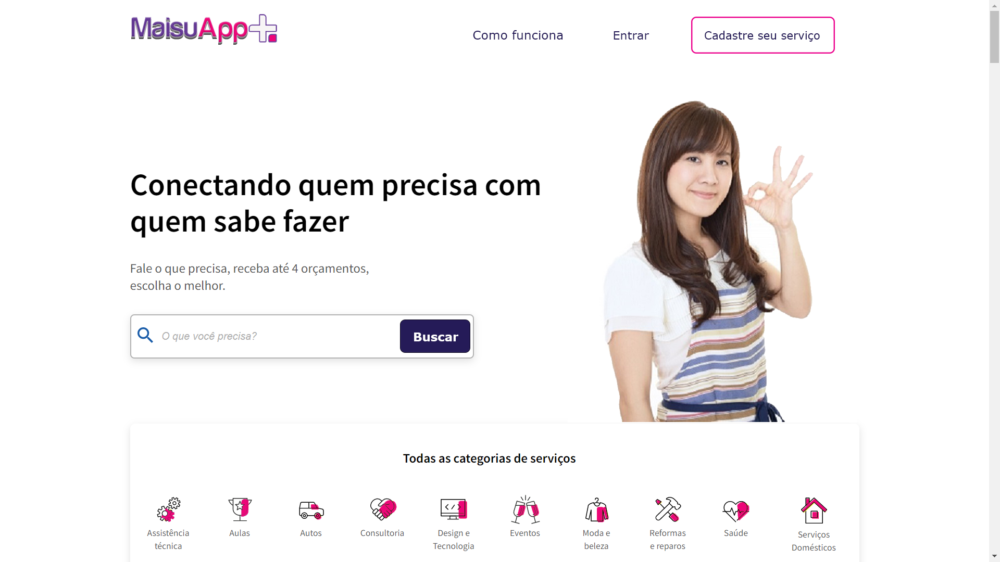 MaisuApp
Como funciona
Entrar
Cadastre seu serviço
Conectando quem precisa com
quem sabe fazer
Fale o que precisa, receba até 4 orçamentos,
escolha o melhor.
O que você precisa?
Buscar
Todas as categorias de serviços
Assistência
técnica
Aulas
Autos
Consultoria
Design e
Tecnologia
Eventos
Moda e
beleza
Reformas
e reparos
Saúde
Serviços
Domésticos